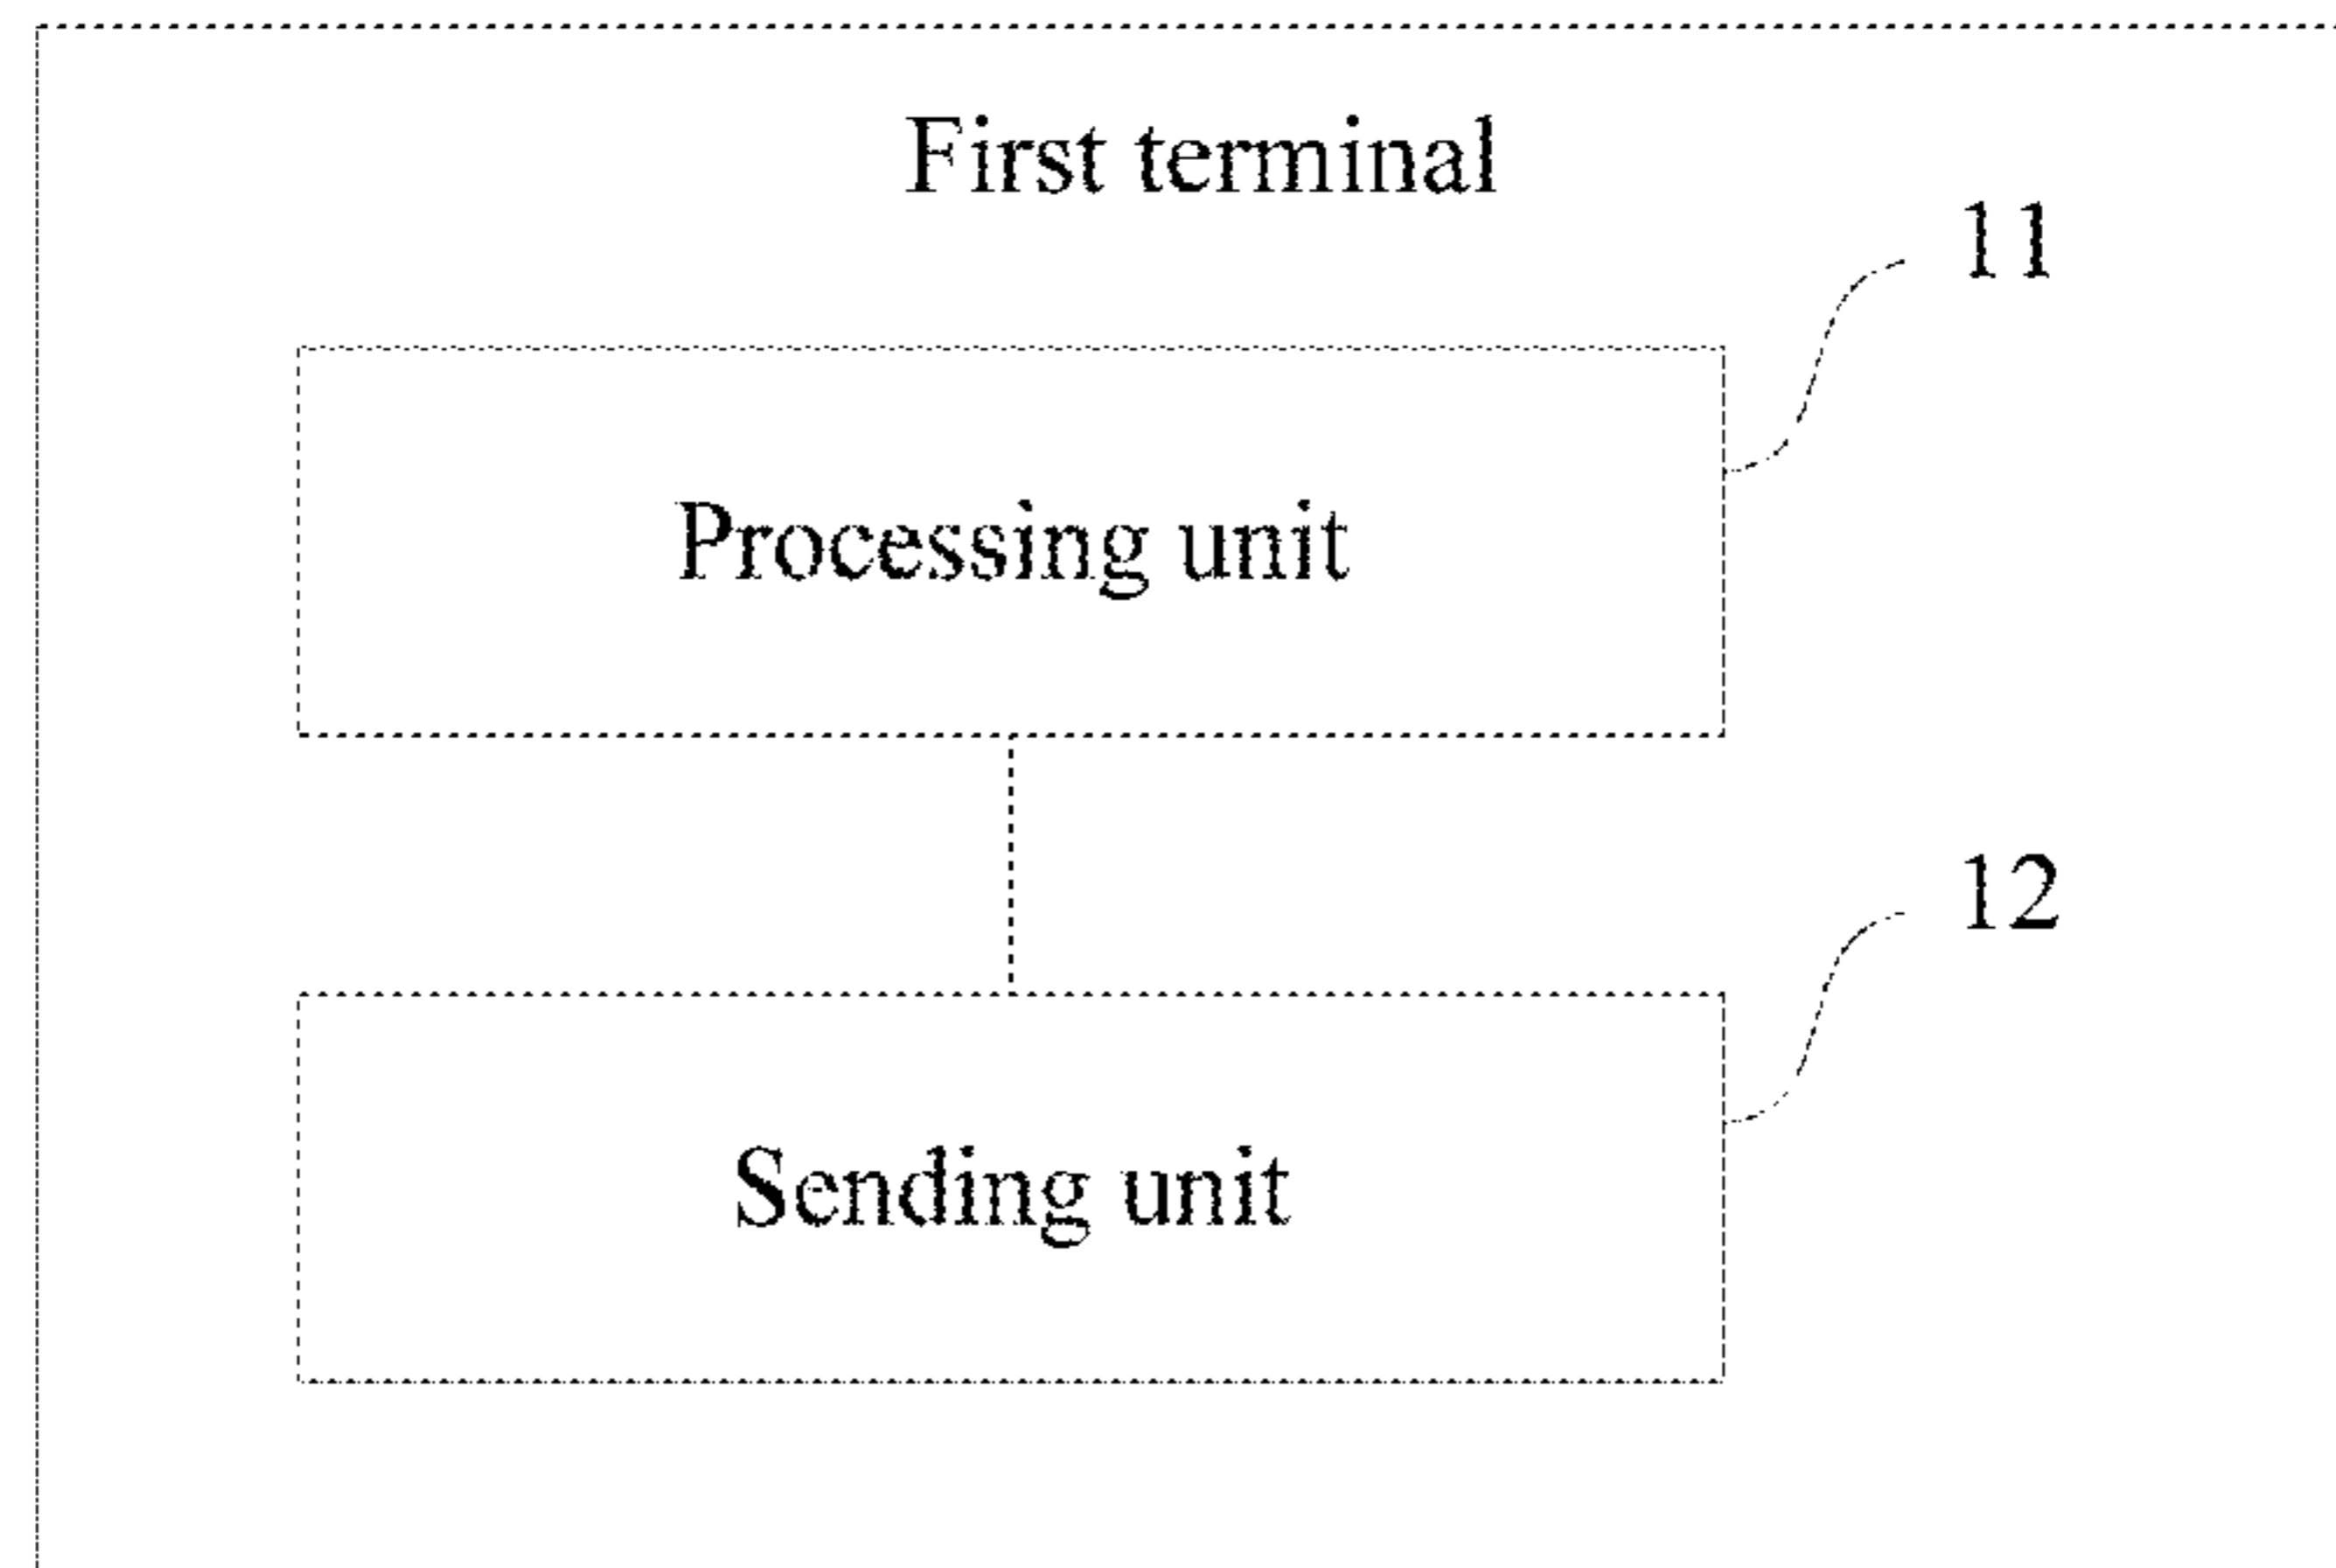 First terminal
11
Processing unit
12
Sending unit